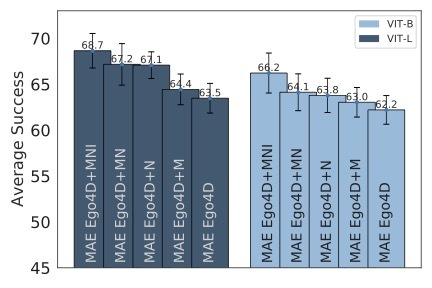 VIT-B
VIT-L
Average Success
70
65
60
55
50
45
68.7
67.2
67.1
64.4
63.5
66.2
64.1
63.8
63.0
62.2
MAE Ego4D+MNI
MAE Ego4D+MN
MAE Ego4D+N
MAE Ego4D+M
MAE Ego4D
MAE Ego4D+MNI
MAE Ego4D+MN
MAE Ego4D+N
MAE Ego4D+M
MAE Ego4D